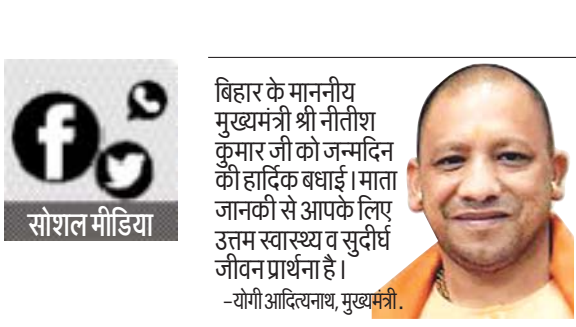 सोशल मीडिया
बिहार के माननीय
मुख्यमंत्री श्री नीतीश
कुमार जी को जन्मदिन
की हार्दिक बधाई। माता
जानकी से आपके लिए
उत्तम स्वास्थ्य व सुदीर्घ
जीवन प्रार्थना है।
-योगी आदित्यनाथ, मुख्यमंत्री.